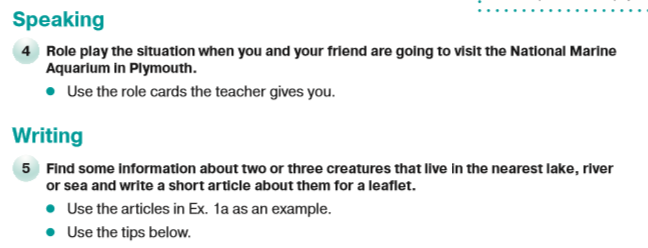 Speaking
4 Role play the situation when you and your friend are going to visit the National Marine
Aquarium in Plymouth.
• Use the role cards the teacher gives you.
Writing
5 Find some information about two or three creatures that live in the nearest lake, river
or sea and write a short article about them for a leaflet.
• Use the articles in Ex. 1a as an example.
• Use the tips below.